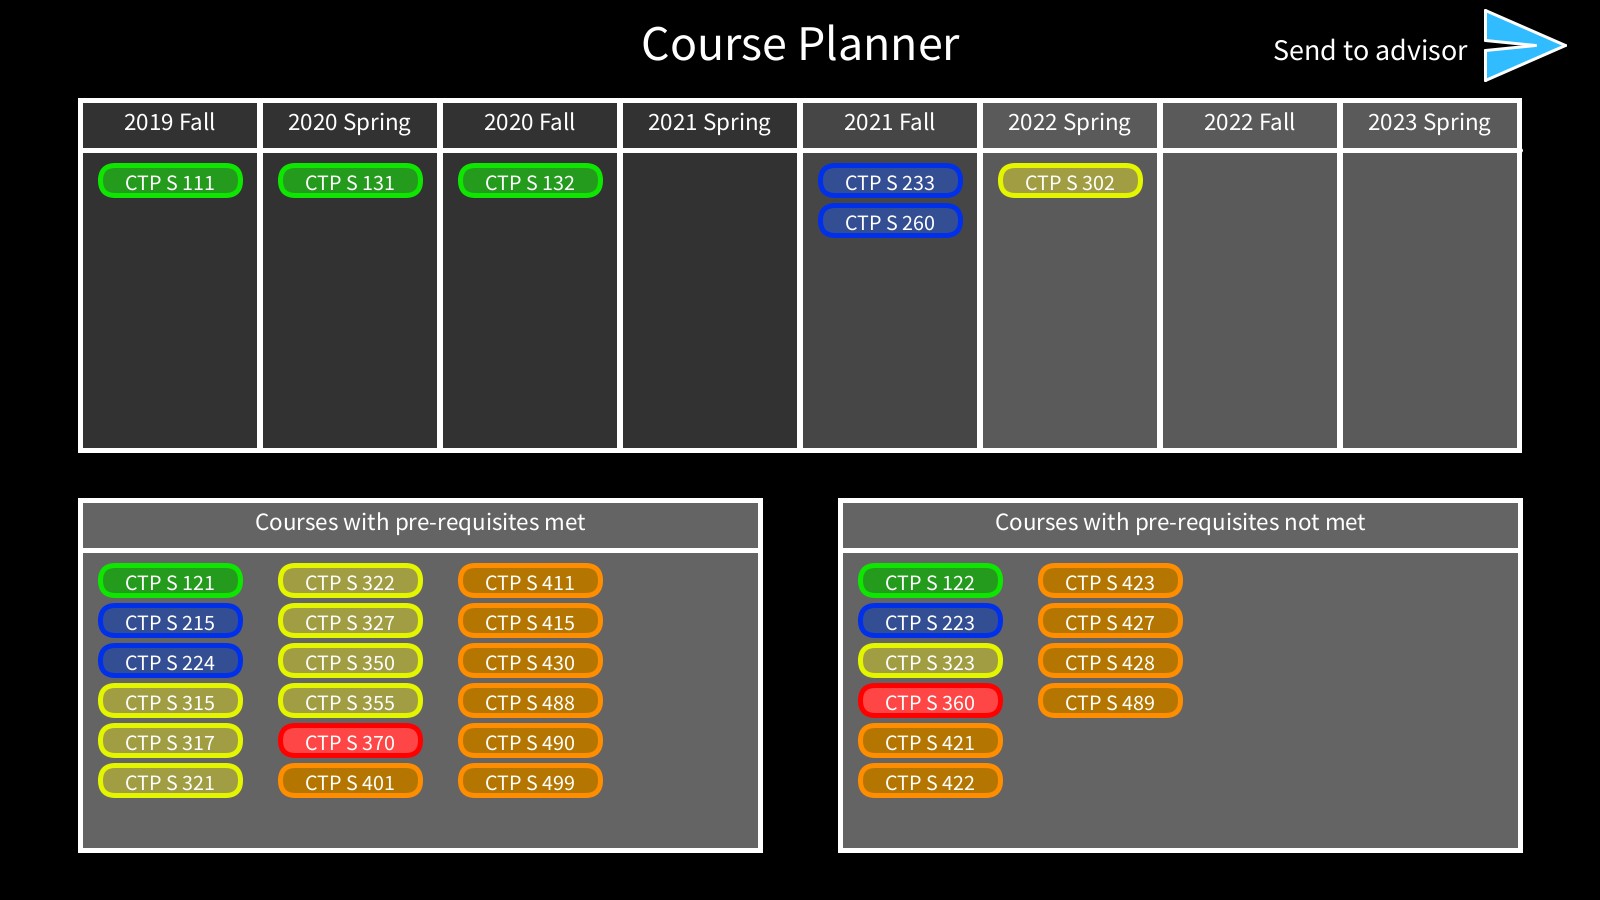 Course Planner
Send to advisor
2019 Fall
2020 Spring
2020 Fall
2021 Spring
2021 Fall
2022 Spring
2022 Fall
2023 Spring
CTP S 111
CTP S 131
CTP S 132
CTP S 233
CTP S 302
CTP S 260
Courses with pre-requisites met
CTP S 121
CTP S 322
CTP S 411
CTP S 215
CTP S 327
CTP S 415
CTP S 224
CTP S 350
CTP S 430
CTP S 315
CTP S 355
CTP S 488
CTP S 317
CTP S 370
CTP S 490
CTP S 321
CTP S 401
CTP S 499
Courses with pre-requisites not met
CTP S 122
CTP S 423
CTP S 223
CTP S 427
CTP S 323
CTP S 428
CTP S 360
CTP S 489
CTP S 421
CTP S 422